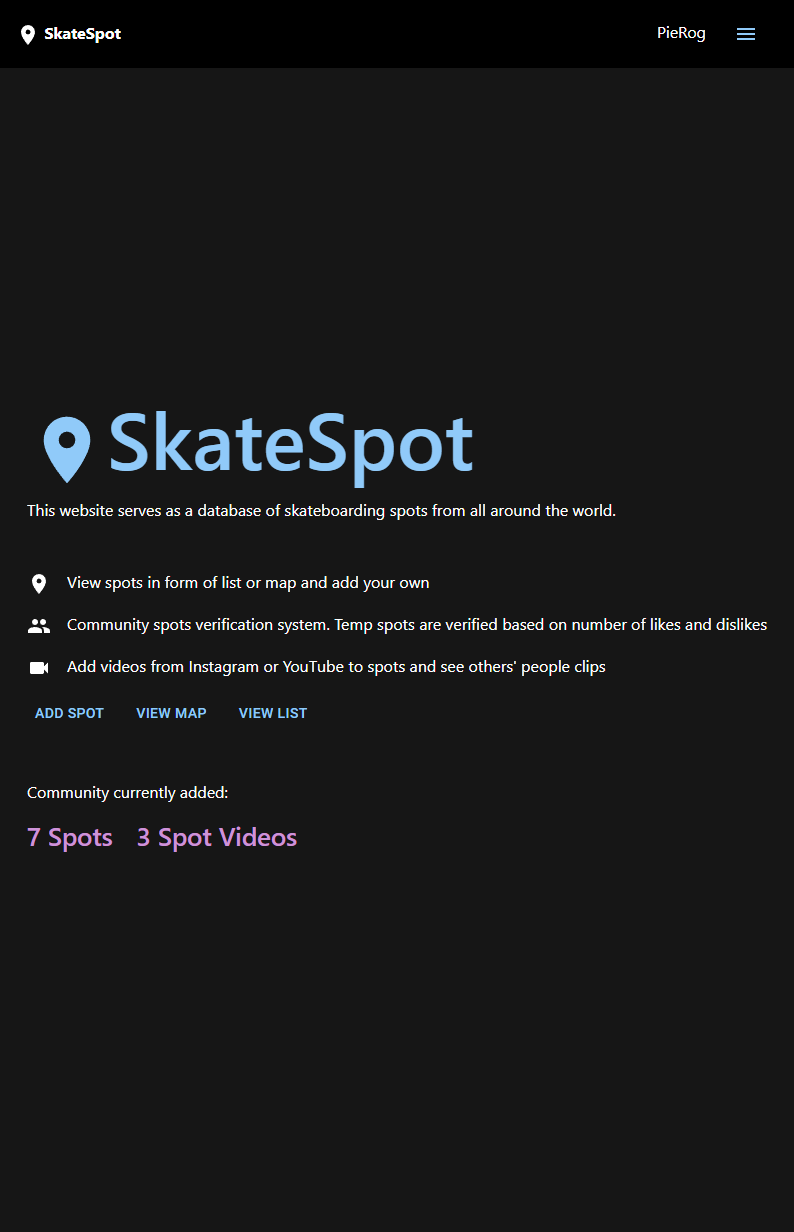 SkateSpot
PieRog
SkateSpot
This website serves as a database of skateboarding spots from all around the world.
View spots in form of list or map and add your own
Community spots verification system. Temp spots are verified based on number of likes and dislikes
Add videos from Instagram or YouTube to spots and see others' people clips
ADD SPOT VIEW MAP VIEW LIST
Community currently added:
7 Spots 3 Spot Videos